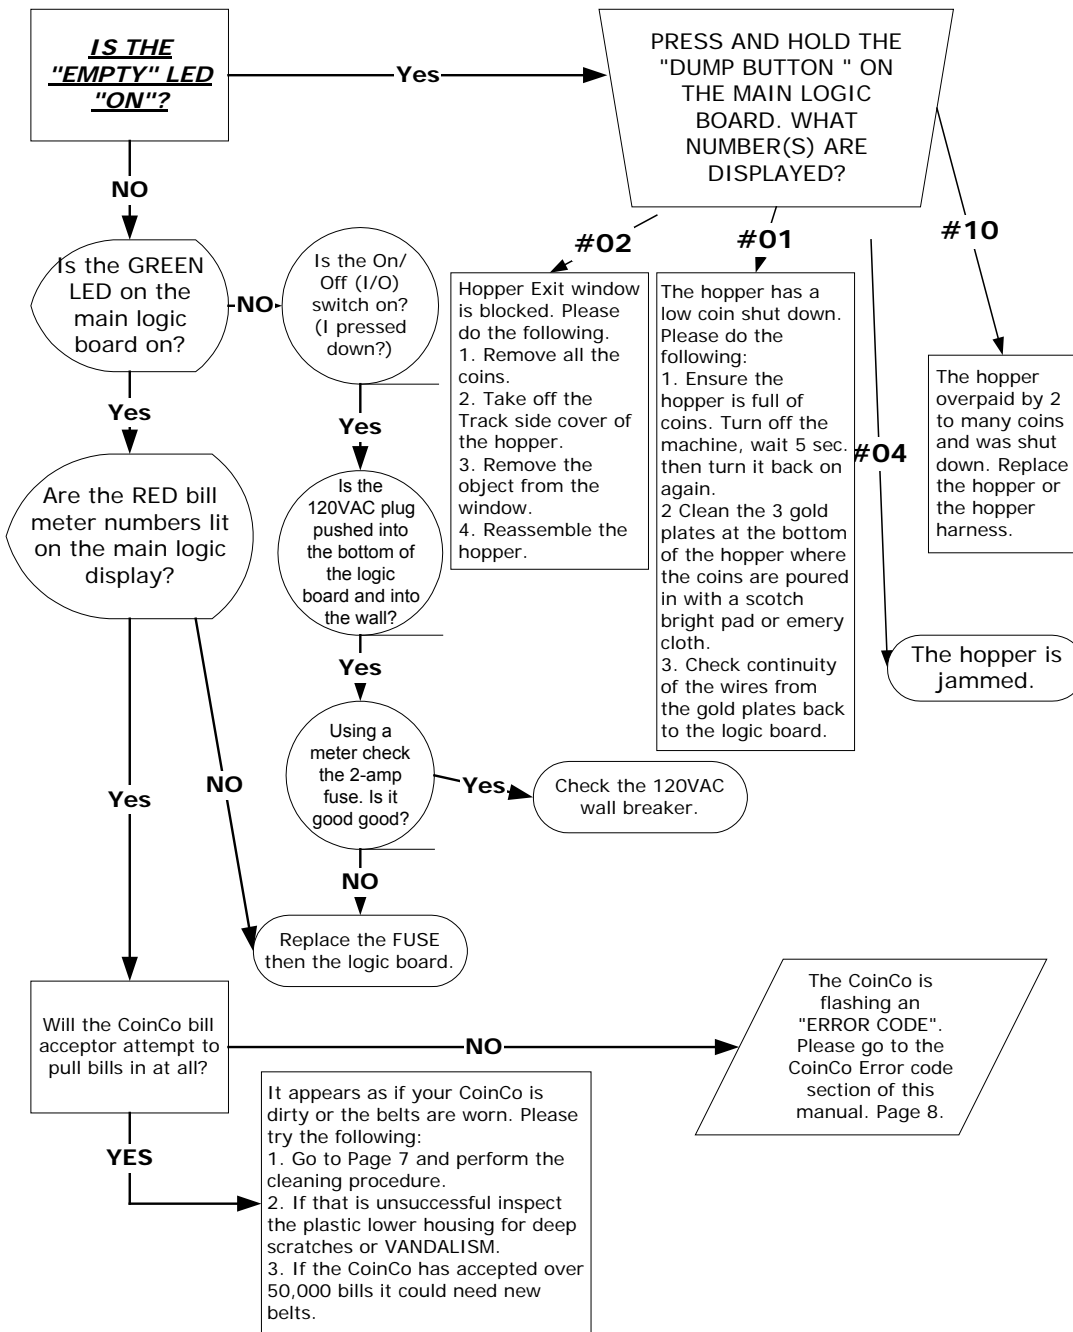 IS THE
"EMPTY" LED
"ON"?
Yes
PRESS AND HOLD THE
"DUMP BUTTON " ON
THE MAIN LOGIC
BOARD. WHAT
NUMBER(S) ARE
DISPLAYED?
NO
#02
#01
#10
#04
Is the GREEN
LED on the
main logic
board on?
NO
Is the On/
Off (I/O)
switch on?
(I pressed
down?)
Hopper Exit window
is blocked. Please
do the following.
1. Remove all the
coins.
2. Take off the
Track side cover of
the hopper.
3. Remove the
object from the
window.
4. Reassemble the
hopper.
The hopper has a
low coin shut down.
Please do the
following:
1. Ensure the
hopper is full of
coins. Turn off the
machine, wait 5 sec.
then turn it back on
again.
2 Clean the 3 gold
plates at the bottom
of the hopper where
the coins are poured
in with a scotch
bright pad or emery
cloth.
3. Check continuity
of the wires from
the gold plates back
to the logic board.
The hopper
overpaid by 2
to many coins
and was shut
down. Replace
the hopper or
the hopper
harness.
The hopper is
jammed.
Yes
Yes
Are the RED bill
meter numbers lit
on the main logic
display?
Is the
120VAC plug
pushed into
the bottom of
the logic
board and into
the wall?
Yes
Using a
meter check
the 2-amp
fuse. Is it
good good?
Yes
Check the 120VAC
wall breaker.
NO
Yes
NO
Replace the FUSE
then the logic board.
Will the CoinCo bill
acceptor attempt to
pull bills in at all?
NO
The CoinCo is
flashing an
"ERROR CODE".
Please go to the
CoinCo Error code
section of this
manual. Page 8.
YES
It appears as if your CoinCo is
dirty or the belts are worn. Please
try the following:
1. Go to Page 7 and perform the
cleaning procedure.
2. If that is unsuccessful inspect
the plastic lower housing for deep
scratches or VANDALISM.
3. If the CoinCo has accepted over
50,000 bills it could need new
belts.